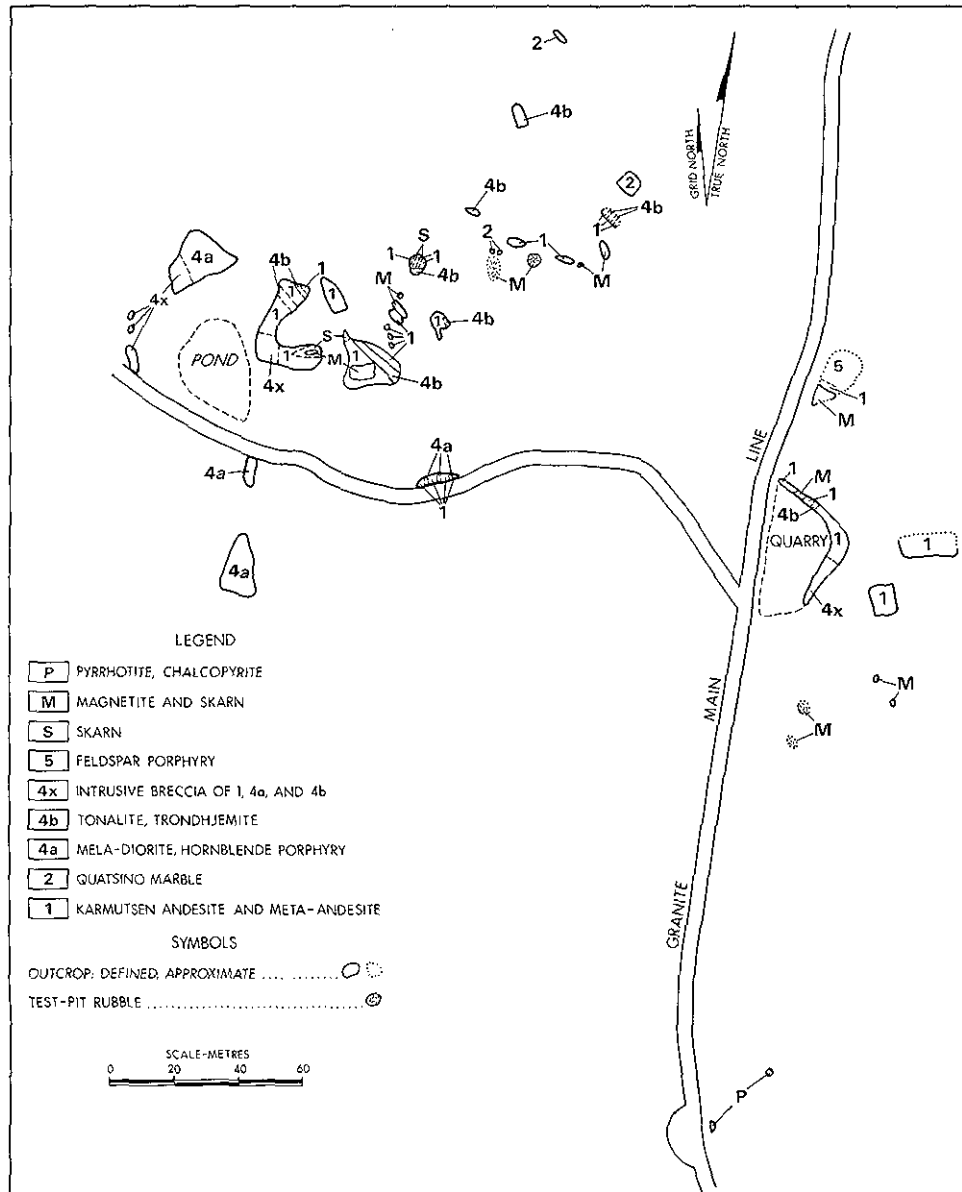 2
4b
GRID NORTH
TRUE NORTH
2
4b
4b
1
S
2
1
1
1
4b
M
M
4a
4b
1
1
M
4x
1
1
1
4b
S
1
1
1
POND
1
M
4x
4b
5
1
M
LINE
4a
4a
1
1
M
1
4b
QUARRY
1
1
4a
1
4x
LEGEND
P PYRRHOTITE, CHALCOPYRITE
M MAGNETITE AND SKARN
S SKARN
5 FELDSPAR PORPHYRY
4x INTRUSIVE BRECCIA OF 1, 4a, AND 4b
4b TONALITE, TRONDHJEMITE
4a MELA-DIORITE, HORNBLENDE PORPHYRY
2 QUATSINO MARBLE
1 KARMUTSEN ANDESITE AND META-ANDESITE
MAIN
M
M
GRANITE
SYMBOLS
OUTCROP: DEFINED, APPROXIMATE
TEST-PIT RUBBLE
SCALE-METRES
0 20 40 60
P